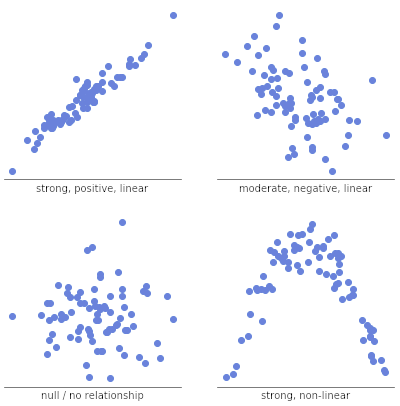 strong, positive, linear
moderate, negative, linear
null / no relationship
strong, non-linear